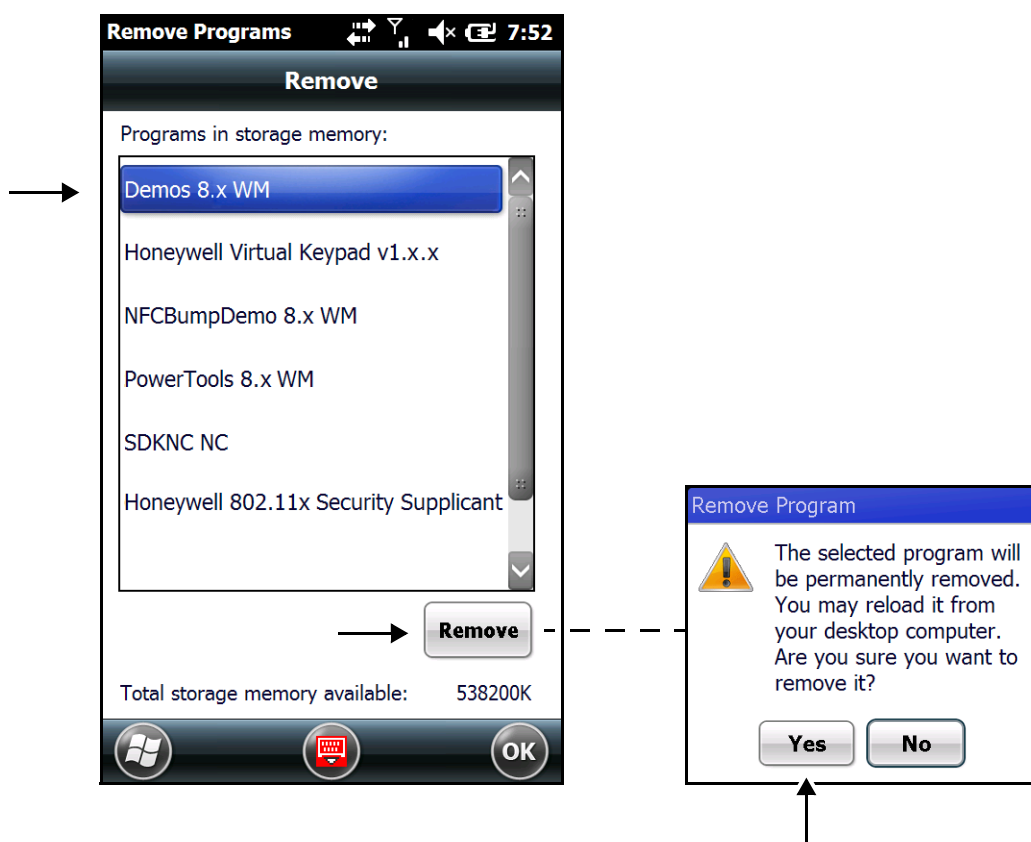 Remove Programs 7:52
Remove
Programs in storage memory:
Demos 8.x WM
Honeywell Virtual Keypad v1.x.x
NFCBumpDemo 8.x WM
PowerTools 8.x WM
SDKNC NC
Honeywell 802.11x Security Supplicant
Remove
Total storage memory available: 538200K
OK
Remove Program
The selected program will
be permanently removed.
You may reload it from
your desktop computer.
Are you sure you want to
remove it?
Yes No